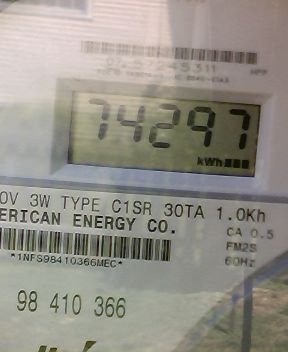 74297
kWh
0V 3W TYPE C1SR 30TA 1.0Kh
ERICAN ENERGY CO.
CA 0.5
FM2S
60Hz
*1NFS98410366MEC*
98 410 366